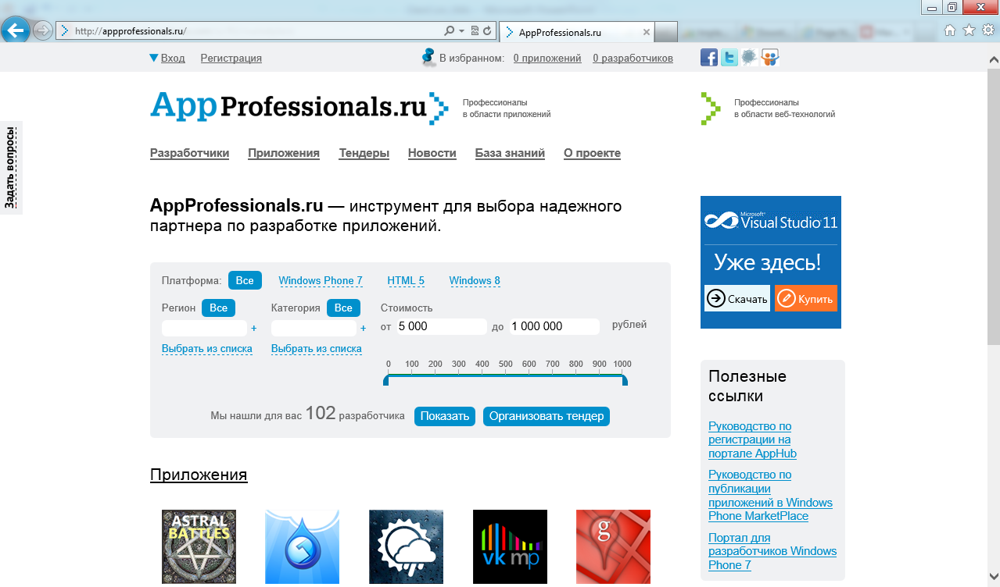 http://appprofessionals.ru/
AppProfessionals.ru
Вход
Регистрация
В избранном: 0 приложений 0 разработчиков
AppProfessionals.ru
Профессионалы
в области приложений
Профессионалы
в области веб-технологий
Задать вопросы
Разработчики
Приложения
Тендеры
Новости
База знаний
О проекте
AppProfessionals.ru — инструмент для выбора надежного
партнера по разработке приложений.
Платформа: Все Windows Phone 7 HTML 5 Windows 8
Регион Все Категория Все Стоимость
+ + от 5 000 до 1 000 000 рублей
Выбрать из списка Выбрать из списка
0 100 200 300 400 500 600 700 800 900 1000
Мы нашли для вас 102 разработчика Показать Организовать тендер
Microsoft®
Visual Studio 11
Уже здесь!
Скачать Купить
Полезные
ссылки
Руководство по
регистрации на
портале AppHub
Руководство по
публикации
приложений в Windows
Phone MarketPlace
Портал для
разработчиков Windows
Phone 7
Приложения
ASTRAL
BATTLES
vk mp
g